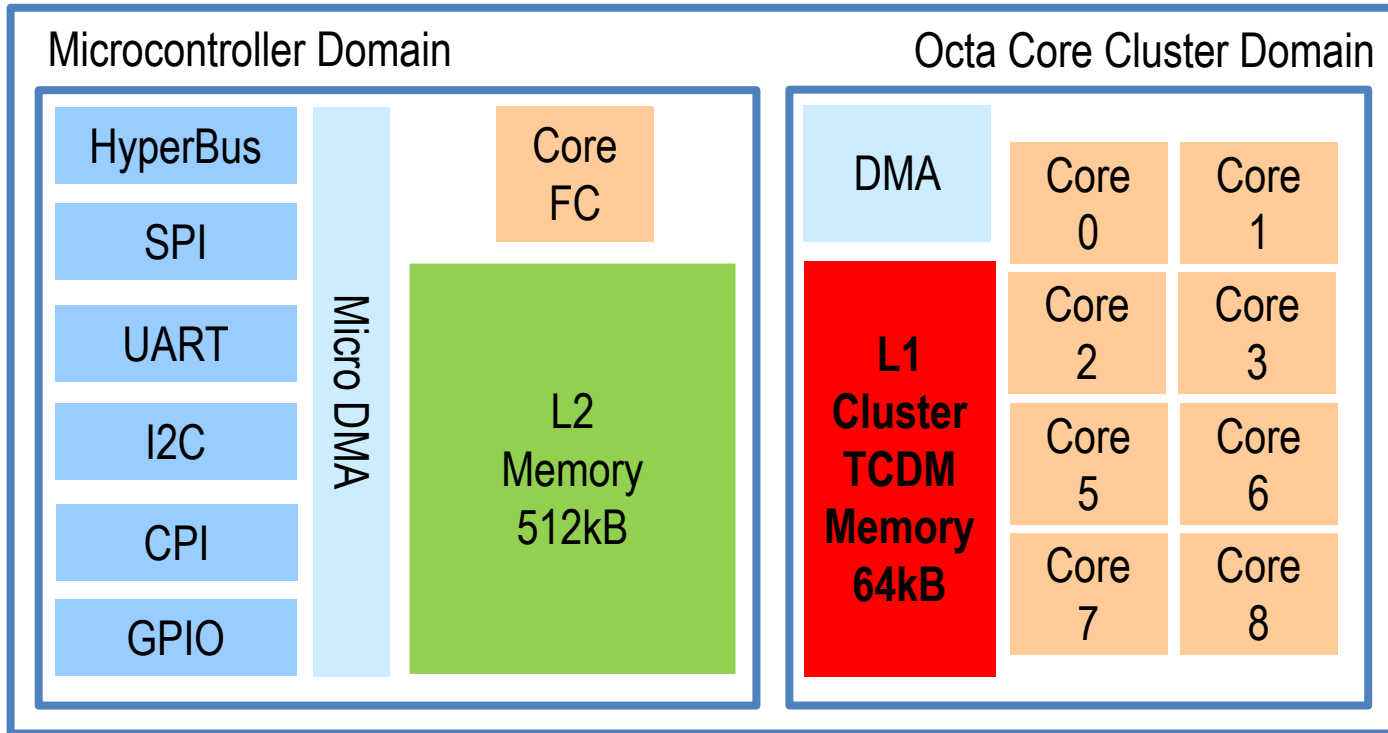 Microcontroller Domain
HyperBus
SPI
UART
I2C
CPI
GPIO
Micro DMA
Core
FC
L2
Memory
512kB
Octa Core Cluster Domain
DMA
L1
Cluster
TCDM
Memory
64kB
Core
0
Core
1
Core
2
Core
3
Core
5
Core
6
Core
7
Core
8